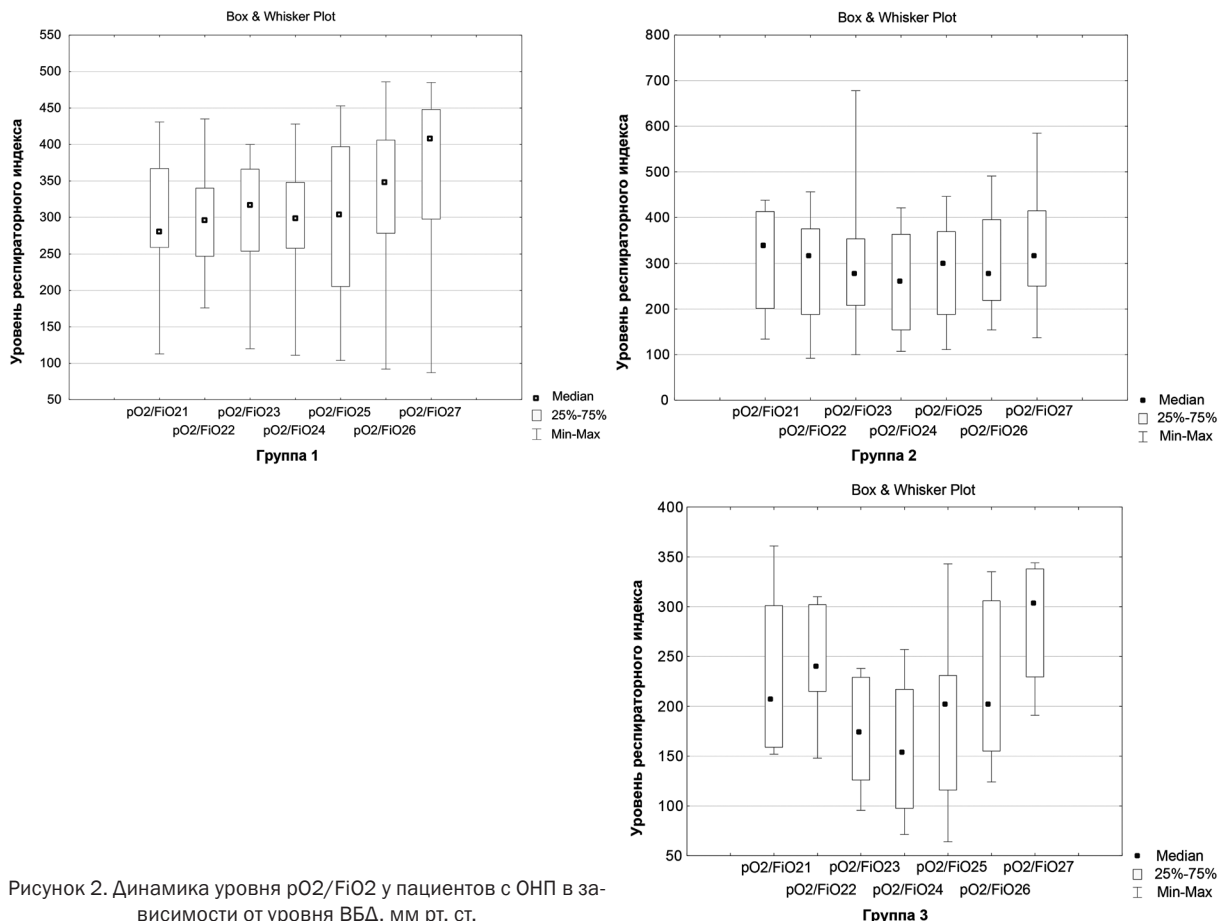 Box & Whisker Plot
550
500
450
400
350
300
250
200
150
100
50
Уровень респираторного индекса
pO2/FiO21 pO2/FiO23 pO2/FiO25 pO2/FiO27
pO2/FiO22 pO2/FiO24 pO2/FiO26
Median
25%-75%
Min-Max
Группа 1
Box & Whisker Plot
800
700
600
500
400
300
200
100
0
Уровень респираторного индекса
pO2/FiO21 pO2/FiO23 pO2/FiO25 pO2/FiO27
pO2/FiO22 pO2/FiO24 pO2/FiO26
Median
25%-75%
Min-Max
Группа 2
Box & Whisker Plot
400
350
300
250
200
150
100
50
Уровень респираторного индекса
pO2/FiO21 pO2/FiO23 pO2/FiO25 pO2/FiO27
pO2/FiO22 pO2/FiO24 pO2/FiO26
Median
25%-75%
Min-Max
Группа 3
Рисунок 2. Динамика уровня pO2/FiO2 у пациентов с ОНП в за-
висимости от уровня ВБД, мм рт. ст.